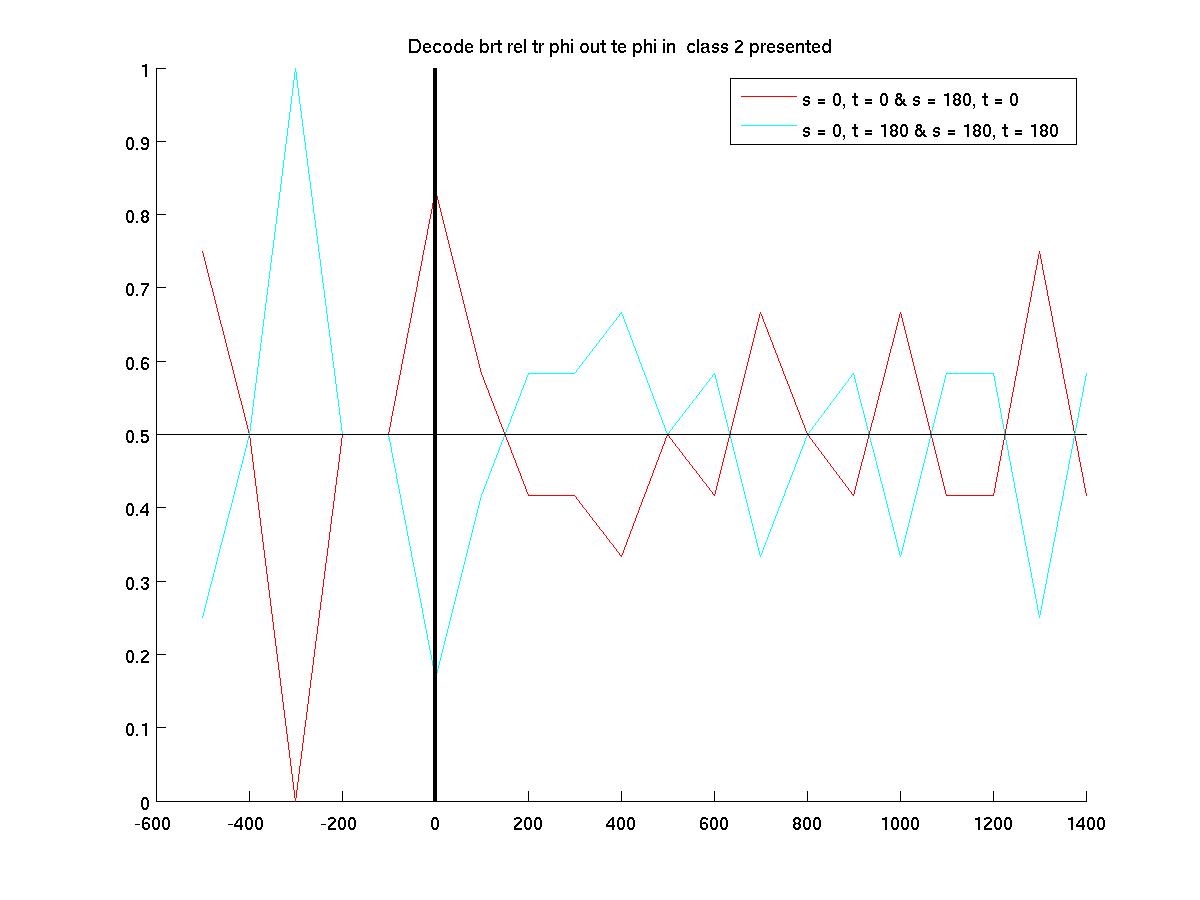 Decode brt rel tr phi out te phi in  class 2 presented
s = 0, t = 0 & s = 180, t = 0
s = 0, t = 180 & s = 180, t = 180
1
0.9
0.8
0.7
0.6
0.5
0.4
0.3
0.2
0.1
0
-600 -400 -200 0 200 400 600 800 1000 1200 1400